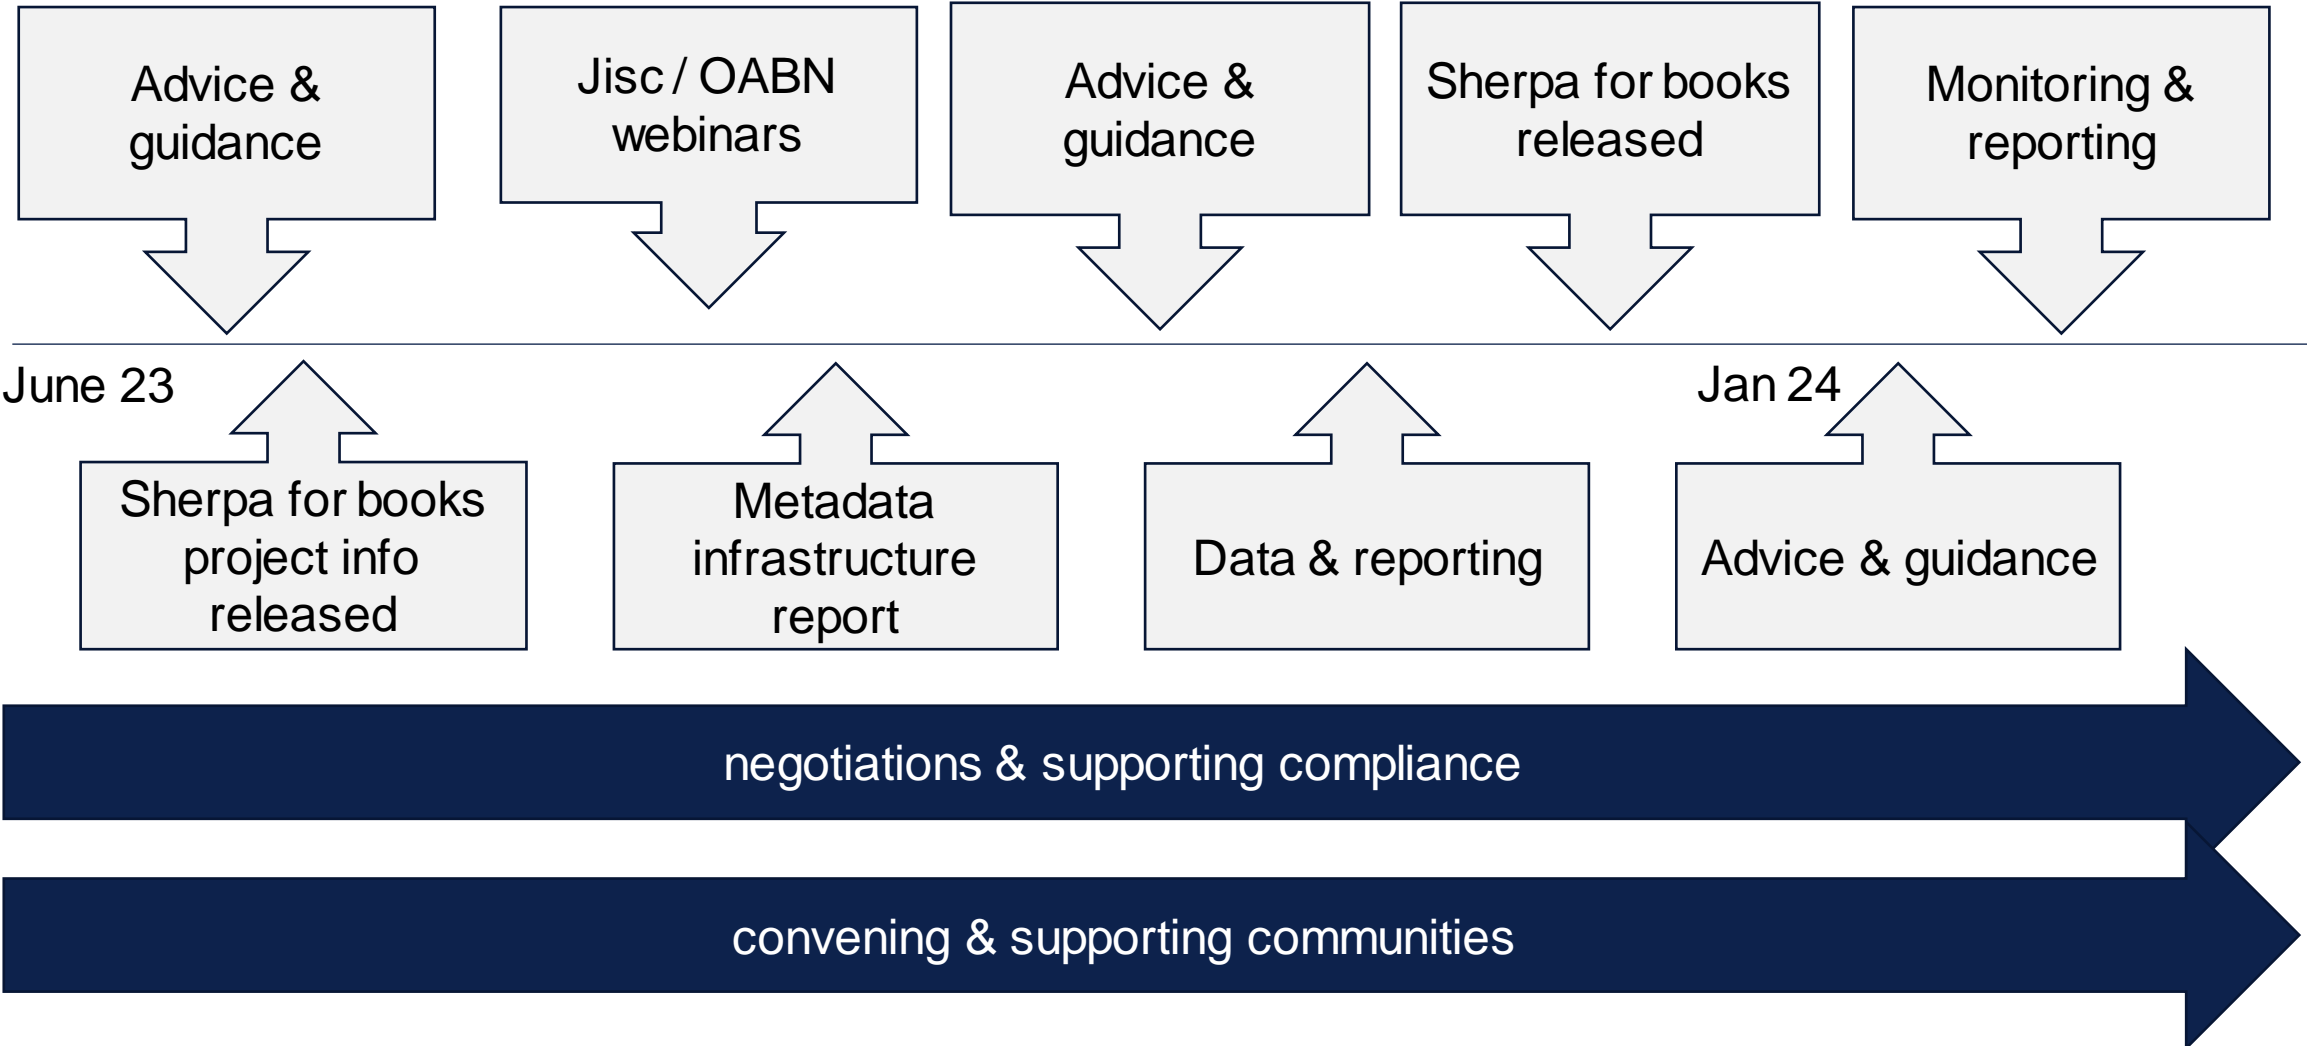 Advice &
guidance
Jisc / OABN
webinars
Advice &
guidance
Sherpa for books
released
Monitoring &
reporting
June 23
Jan 24
Sherpa for books
project info
released
Metadata
infrastructure
report
Data & reporting
Advice & guidance
negotiations & supporting compliance
convening & supporting communities